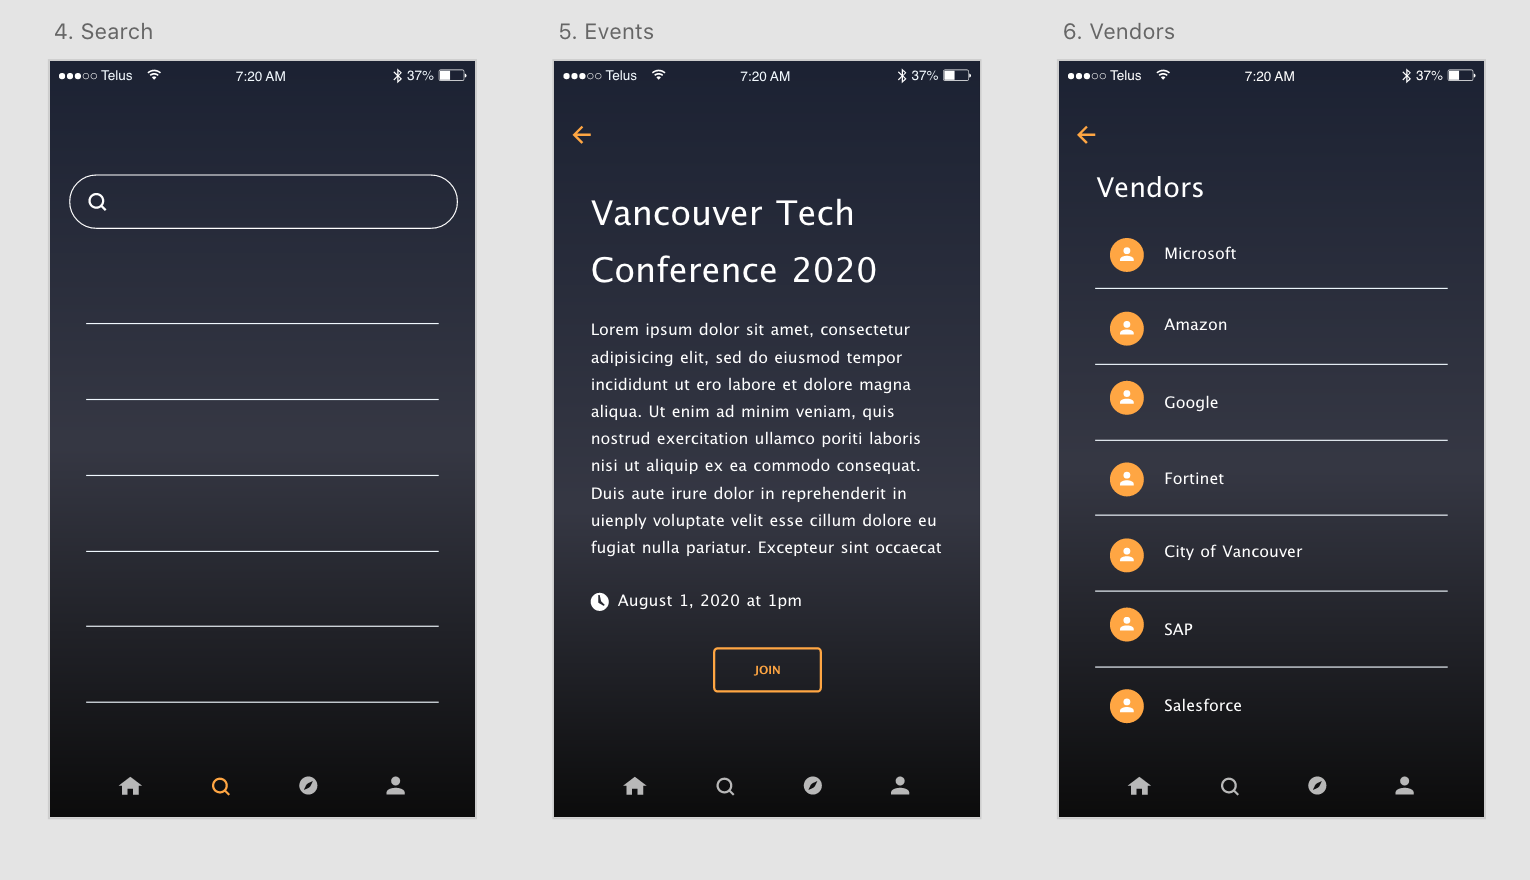 4. Search
Telus 7:20 AM 37%
5. Events
Telus 7:20 AM 37%
Vancouver Tech
Conference 2020
Lorem ipsum dolor sit amet, consectetur
adipisicing elit, sed do eiusmod tempor
incididunt ut ero labore et dolore magna
aliqua. Ut enim ad minim veniam, quis
nostrud exercitation ullamco poriti laboris
nisi ut aliquip ex ea commodo consequat.
Duis aute irure dolor in reprehenderit in
uienply voluptate velit esse cillum dolore eu
fugiat nulla pariatur. Excepteur sint occaecat
August 1, 2020 at 1pm
JOIN
6. Vendors
Telus 7:20 AM 37%
Vendors
Microsoft
Amazon
Google
Fortinet
City of Vancouver
SAP
Salesforce